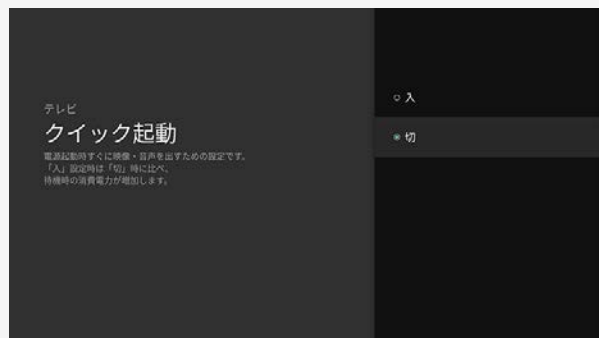 テレビ
クイック起動
電源起動時すぐに映像・音声を出すための設定です。
「入」設定時は「切」時に比べ、
待機時の消費電力が増加します。
入
切